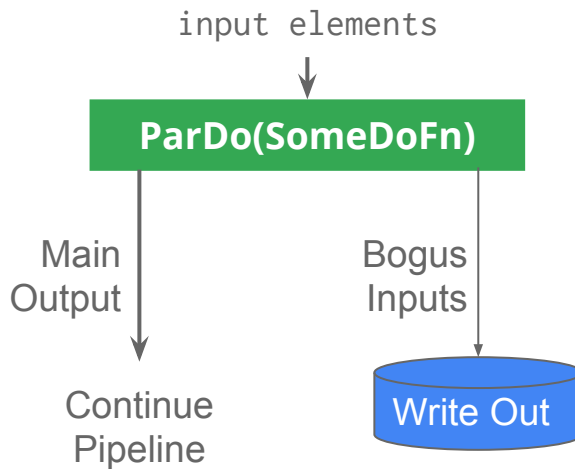 input elements
ParDo(SomeDoFn)
Main
Output
Bogus
Inputs
Continue
Pipeline
Write Out